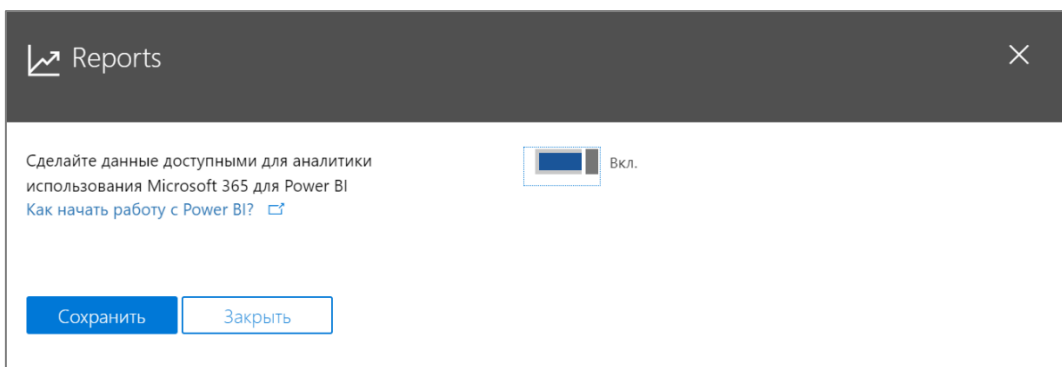 Reports
Сделайте данные доступными для аналитики
использования Microsoft 365 для Power BI
Вкл.
Как начать работу с Power BI?
Сохранить
Закрыть